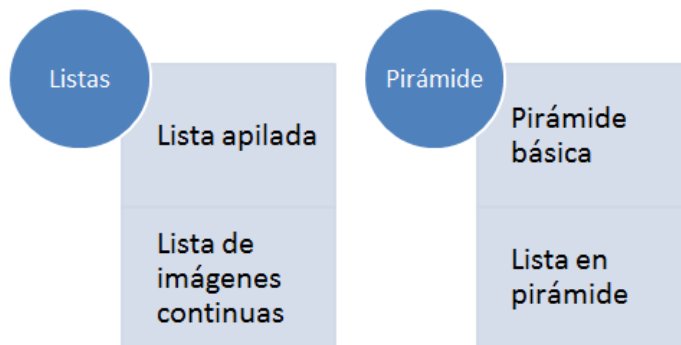 Listas
Lista apilada
Lista de
imágenes
continuas
Pirámide
Pirámide
básica
Lista en
pirámide